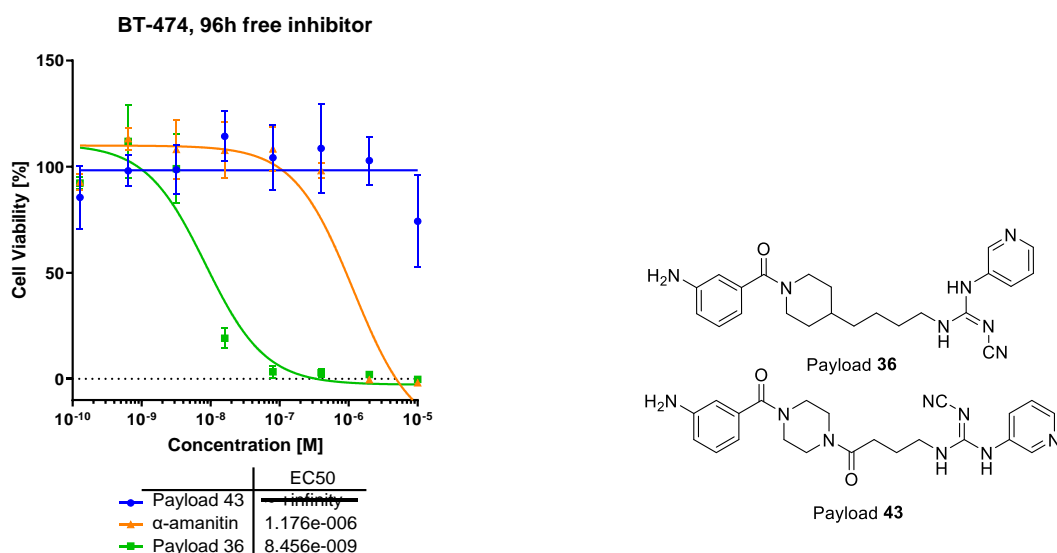 BT-474, 96h free inhibitor
Cell Viability [%]
150
100
50
0
10-10 10-9 10-8 10-7 10-6 10-5
Concentration [M]
EC50
Payload 43
α-amanitin 1.176e-006
Payload 36 8.456e-009
H2N
O
N
N
H
HN
N
N
CN
Payload 36
H2N
O
N
N
O
N
H
NC
N
N
H
N
Payload 43